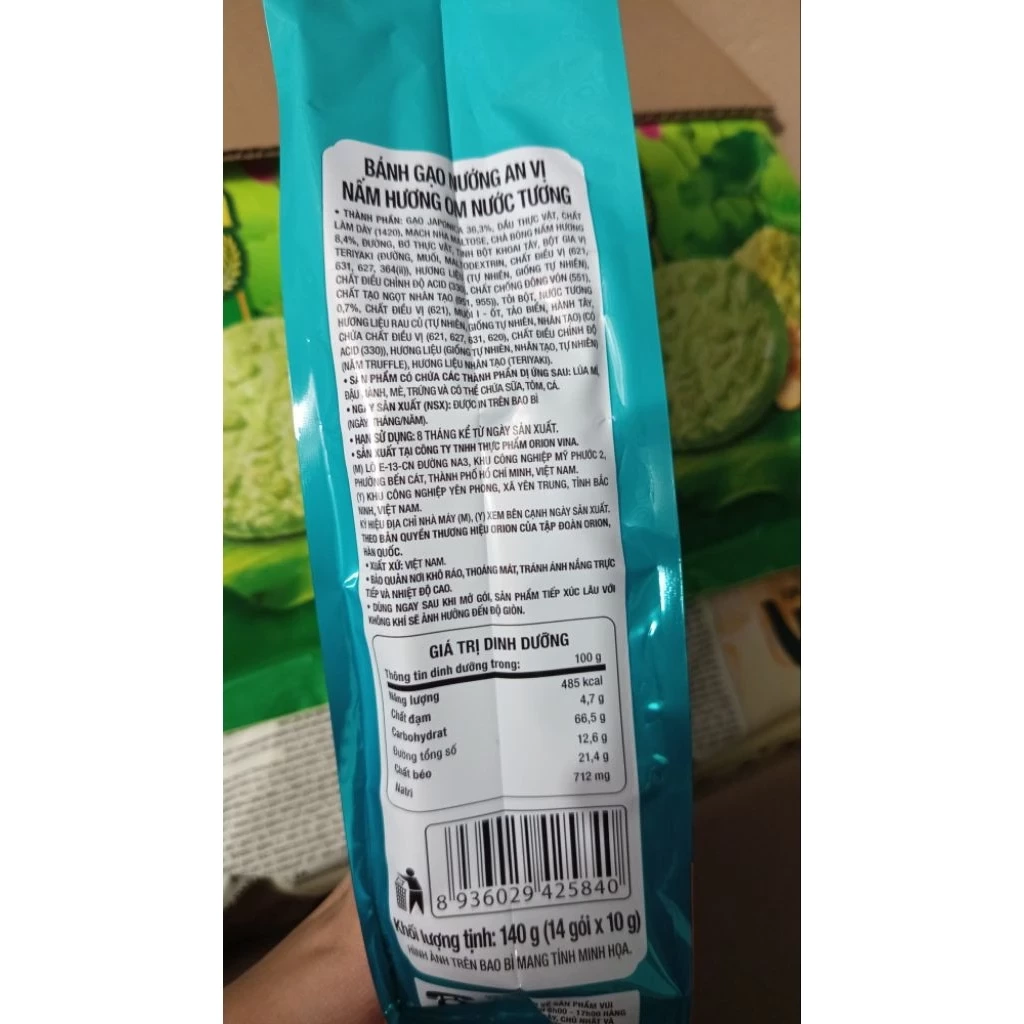 BÁNH GẠO NƯỚNG AN VỊ
NẤM HƯƠNG OM NƯỚC TƯƠNG
• THÀNH PHẦN: GẠO JAPONICA 36,3%, DẦU THỰC VẬT, CHẤT
LÀM DÀY (1420), MẠCH NHA MALTOSE, CHÀ BÔNG NẤM HƯƠNG
8,4%, ĐƯỜNG, BƠ THỰC VẬT, TINH BỘT KHOAI TÂY, BỘT GIA VỊ
TERIYAKI (ĐƯỜNG, MUỐI, MALTODEXTRIN, CHẤT ĐIỀU VỊ (621,
631, 627, 364(ii)), HƯƠNG LIỆU (TỰ NHIÊN, GIỐNG TỰ NHIÊN),
CHẤT ĐIỀU CHỈNH ĐỘ ACID (330), CHẤT CHỐNG ĐÔNG VÓN (551),
CHẤT TẠO NGỌT NHÂN TẠO (951, 955)), TỎI BỘT, NƯỚC TƯƠNG
0,7%, CHẤT ĐIỀU VỊ (621), MUỐI I - ỐT, TẢO BIỂN, HÀNH TÂY,
HƯƠNG LIỆU RAU CỦ (TỰ NHIÊN, GIỐNG TỰ NHIÊN, NHÂN TẠO) (CÓ
CHỨA CHẤT ĐIỀU VỊ (621, 627, 631, 620), CHẤT ĐIỀU CHỈNH ĐỘ
ACID (330)), HƯƠNG LIỆU (GIỐNG TỰ NHIÊN, NHÂN TẠO, TỰ NHIÊN)
(NẤM TRUFFLE), HƯƠNG LIỆU NHÂN TẠO (TERIYAKI).
• SẢN PHẨM CÓ CHỨA CÁC THÀNH PHẦN DỊ ỨNG SAU: LÚA MÌ,
ĐẬU NÀNH, MÈ, TRỨNG VÀ CÓ THỂ CHỨA SỮA, TÔM, CÁ.
• NGÀY SẢN XUẤT (NSX): ĐƯỢC IN TRÊN BAO BÌ
(NGÀY/THÁNG/NĂM).
• HẠN SỬ DỤNG: 8 THÁNG KỂ TỪ NGÀY SẢN XUẤT.
• SẢN XUẤT TẠI CÔNG TY TNHH THỰC PHẨM ORION VINA.
(M) LÔ E-13-CN ĐƯỜNG NA3, KHU CÔNG NGHIỆP MỸ PHƯỚC 2,
PHƯỜNG BẾN CÁT, THÀNH PHỐ HỒ CHÍ MINH, VIỆT NAM.
(Y) KHU CÔNG NGHIỆP YÊN PHONG, XÃ YÊN TRUNG, TỈNH BẮC
NINH, VIỆT NAM.
KÝ HIỆU ĐỊA CHỈ NHÀ MÁY (M), (Y) XEM BÊN CẠNH NGÀY SẢN XUẤT.
THEO BẢN QUYỀN THƯƠNG HIỆU ORION CỦA TẬP ĐOÀN ORION,
HÀN QUỐC.
• XUẤT XỨ: VIỆT NAM.
• BẢO QUẢN NƠI KHÔ RÁO, THOÁNG MÁT, TRÁNH ÁNH NẮNG TRỰC
TIẾP VÀ NHIỆT ĐỘ CAO.
• DÙNG NGAY SAU KHI MỞ GÓI, SẢN PHẨM TIẾP XÚC LÂU VỚI
KHÔNG KHÍ SẼ ẢNH HƯỞNG ĐẾN ĐỘ GIÒN.
GIÁ TRỊ DINH DƯỠNG
Thông tin dinh dưỡng trong: 100 g
Năng lượng 485 kcal
Chất đạm 4,7 g
Carbohydrat 66,5 g
Đường tổng số 12,6 g
Chất béo 21,4 g
Natri 712 mg
8 936029 425840
Khối lượng tịnh: 140 g (14 gói x 10 g)
HÌNH ẢNH TRÊN BAO BÌ MANG TÍNH MINH HỌA.
VỀ SẢN PHẨM VUI
17h00 HÀNG
CHỦ NHẬT VÀ